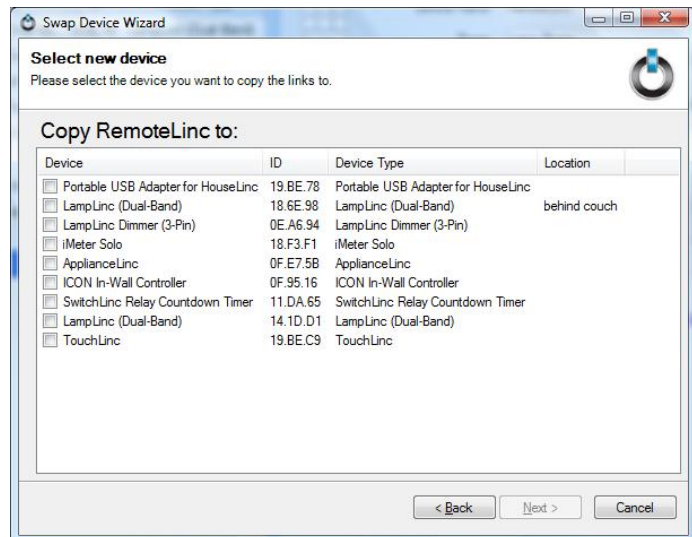 Swap Device Wizard
Select new device
Please select the device you want to copy the links to.
Copy RemoteLinc to:
Device ID Device Type Location
Portable USB Adapter for HouseLinc 19.BE.78 Portable USB Adapter for HouseLinc
LampLinc (Dual-Band) 18.6E.98 LampLinc (Dual-Band) behind couch
LampLinc Dimmer (3-Pin) 0E.A6.94 LampLinc Dimmer (3-Pin)
iMeter Solo 18.F3.F1 iMeter Solo
ApplianceLinc 0F.E7.5B ApplianceLinc
ICON In-Wall Controller 0F.95.16 ICON In-Wall Controller
SwitchLinc Relay Countdown Timer 11.DA.65 SwitchLinc Relay Countdown Timer
LampLinc (Dual-Band) 14.1D.D1 LampLinc (Dual-Band)
TouchLinc 19.BE.C9 TouchLinc
< Back Next > Cancel